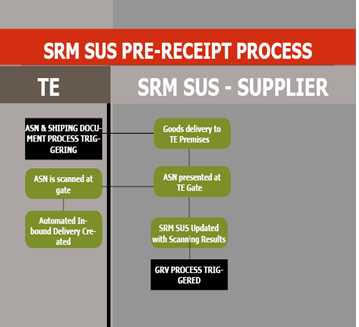 SRM SUS PRE-RECEIPT PROCESS
TE
SRM SUS - SUPPLIER
ASN & SHIPING DOCU-
MENT PROCESS TRIG-
GERING
Goods delivery to
TE Premises
ASN is scanned at
gate
ASN presented at
TE Gate
Automated In-
bound Delivery Cre-
ated
SRM SUS Updated
with Scanning Results
GRV PROCESS TRIG-
GERED